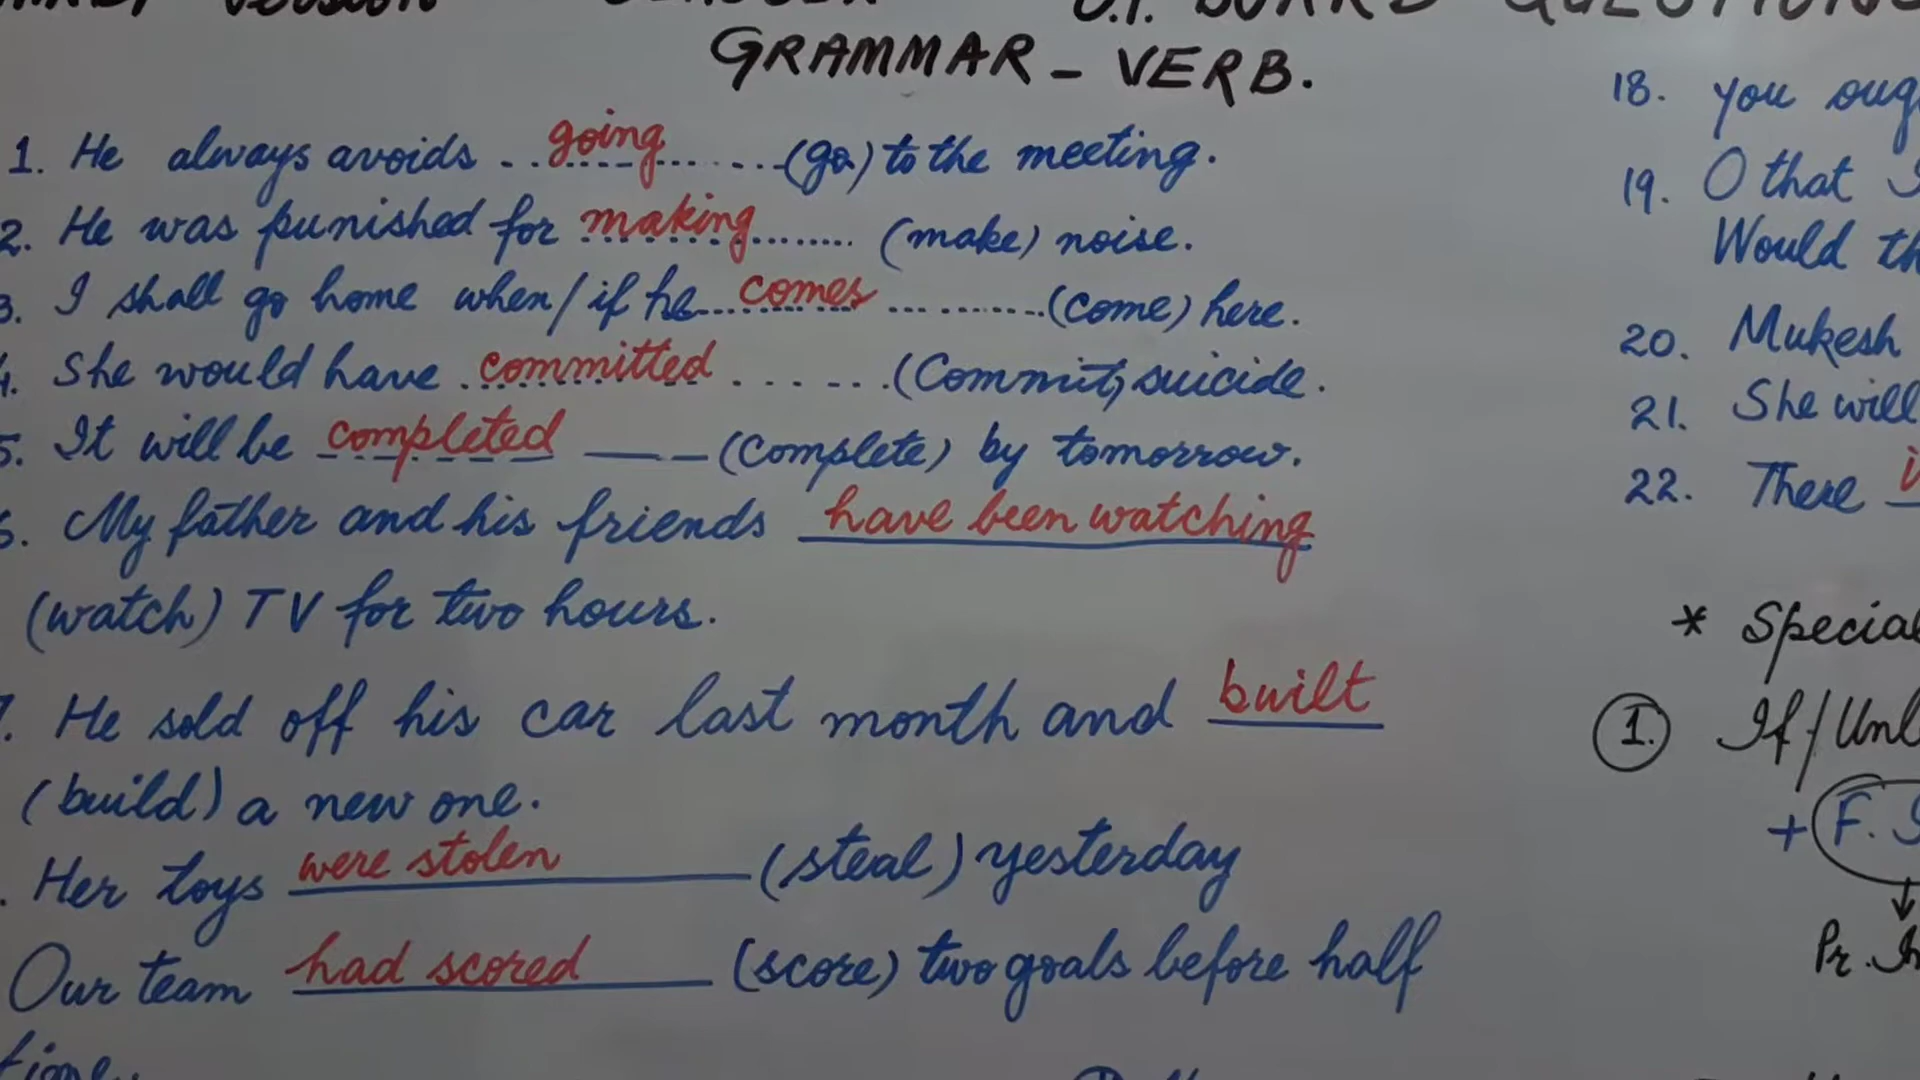 GRAMMAR - VERB.
1. He always avoids going (go) to the meeting.
2. He was punished for making (make) noise.
3. I shall go home when/if he comes (come) here.
4. She would have committed (Commit) suicide.
5. It will be completed (Complete) by tomorrow.
6. My father and his friends have been watching
(watch) TV for two hours.
7. He sold off his car last month and built
(build) a new one.
. Her toys were stolen (steal) yesterday
Our team had scored (score) two goals before half
time.
18. you
19. O that
Would
20. Mukesh
21. She will
22. There
* Special
1. If/
+ F.
Pr.